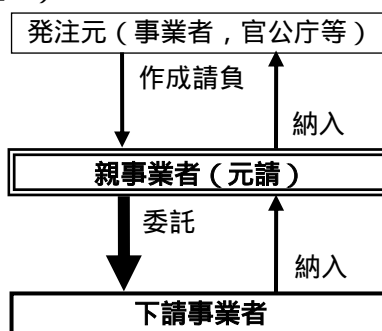 発注元（事業者，官公庁等）
作成請負
納入
親事業者（元請）
委託
納入
下請事業者